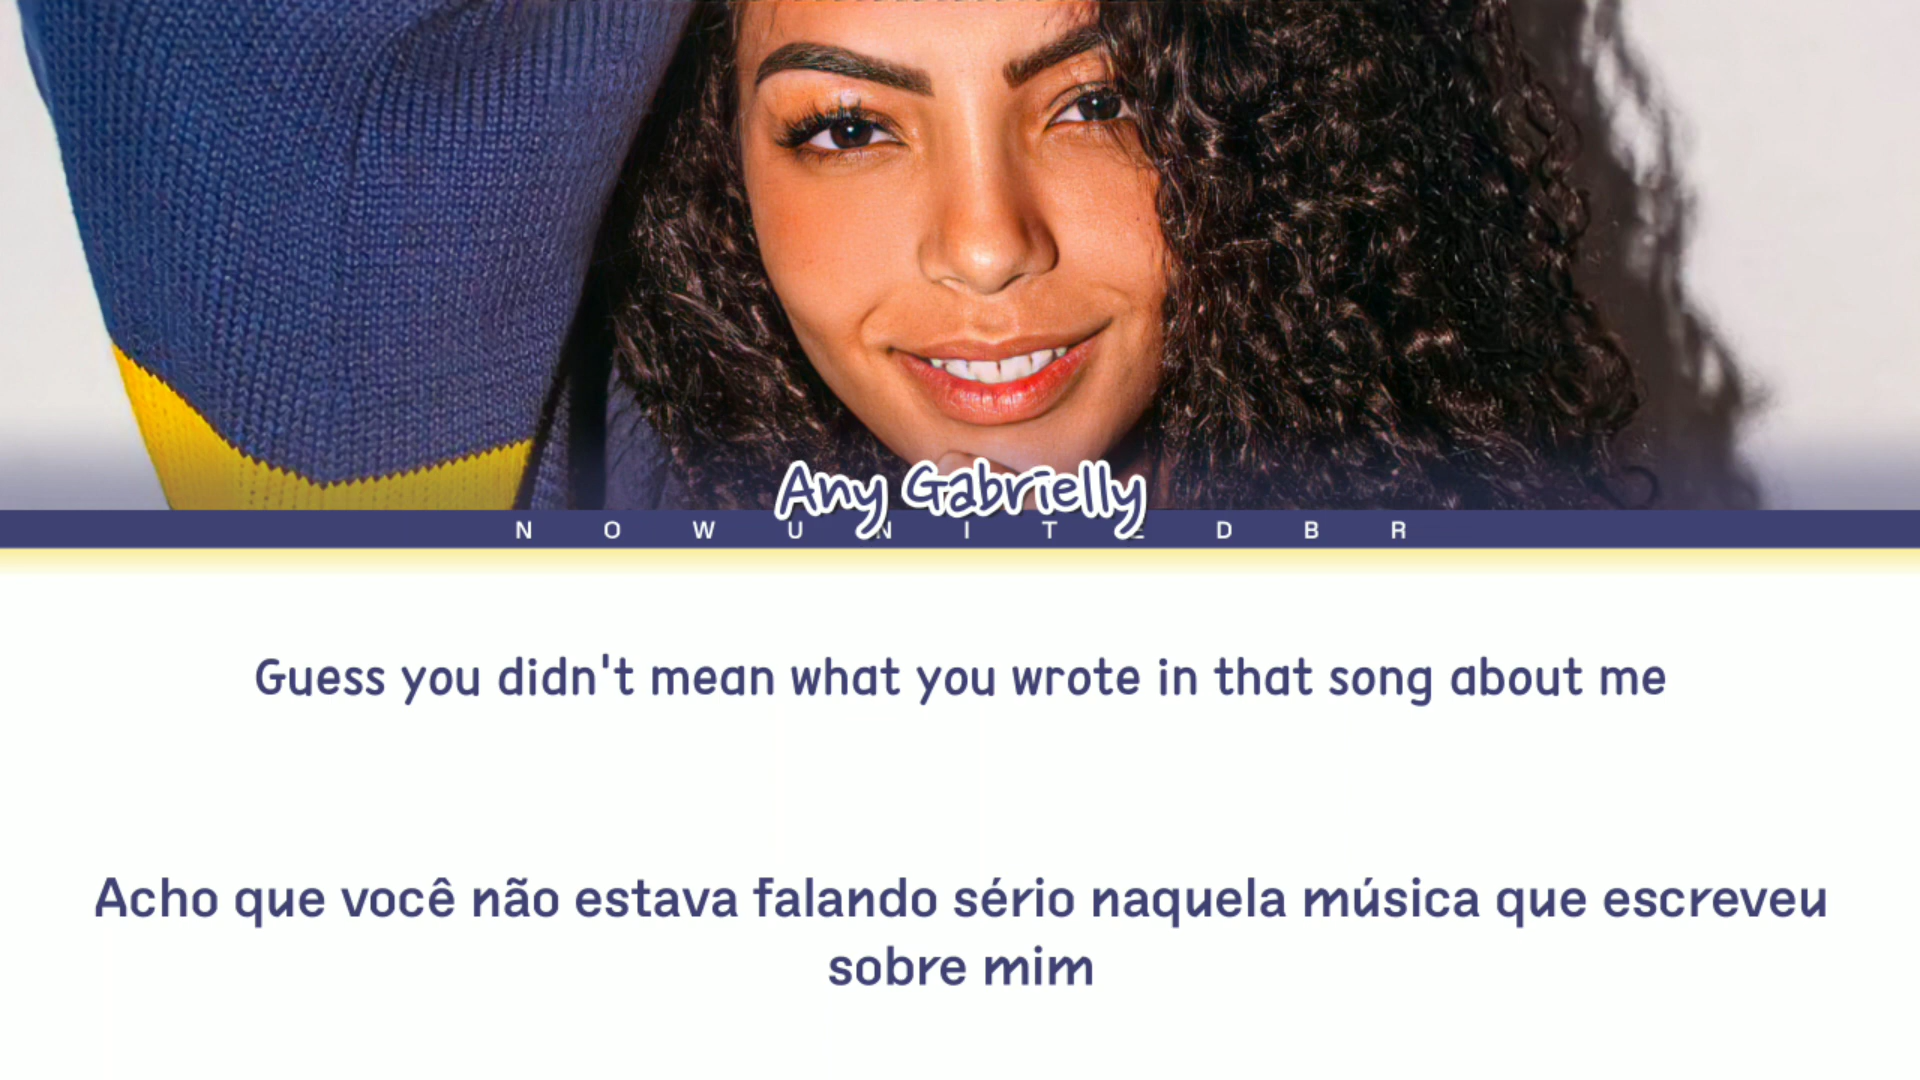 Any Gabrielly
NOWUNITEDBR
Guess you didn't mean what you wrote in that song about me
Acho que você não estava falando sério naquela música que escreveu
sobre mim